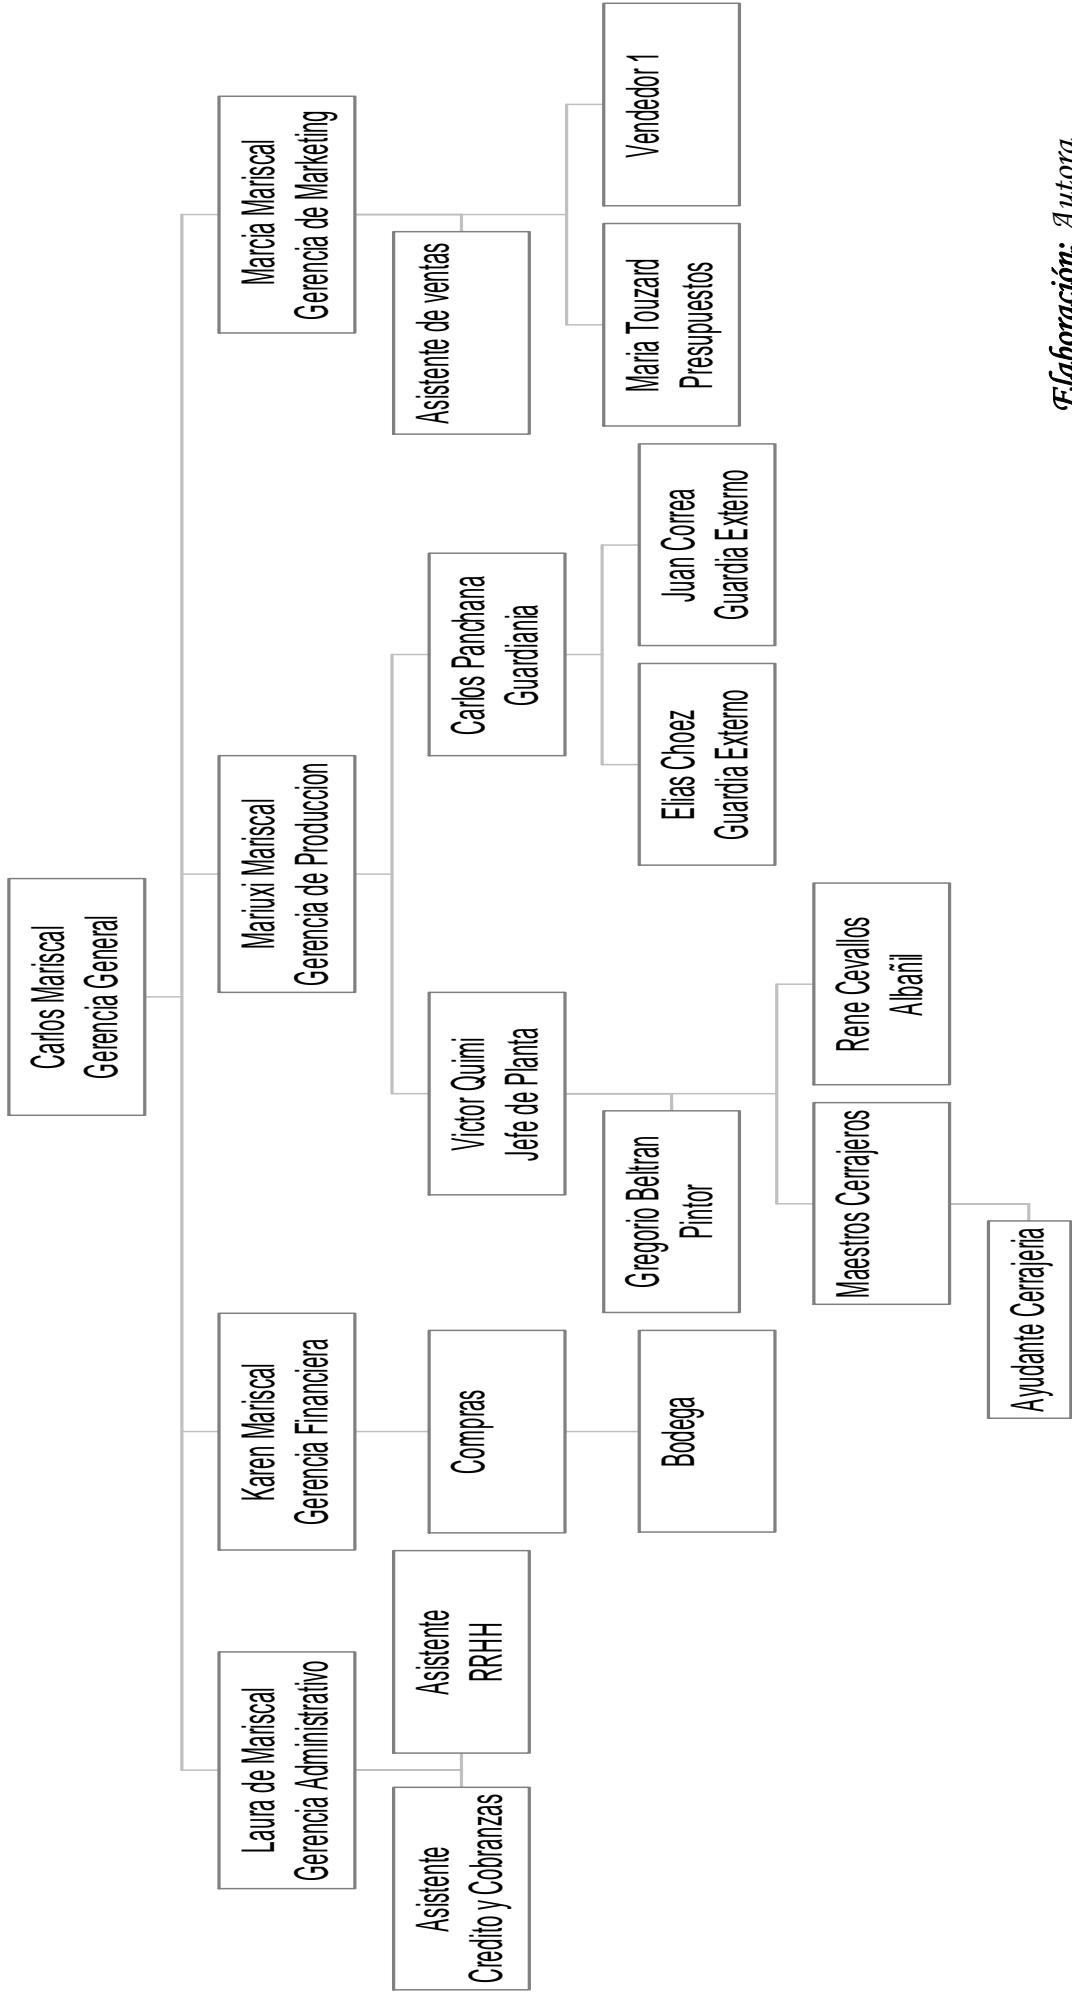 Carlos Mariscal
Gerencia General
Laura de Mariscal
Gerencia Administrativo
Karen Mariscal
Gerencia Financiera
Mariuxi Mariscal
Gerencia de Produccion
Marcia Mariscal
Gerencia de Marketing
Asistente
Credito y Cobranzas
Asistente
RRHH
Compras
Bodega
Victor Quimi
Jefe de Planta
Carlos Panchana
Guardiania
Asistente de ventas
Gregorio Beltran
Pintor
Elias Choez
Guardia Externo
Juan Correa
Guardia Externo
Maria Touzard
Presupuestos
Vendedor 1
Maestros Cerrajeros
Rene Cevallos
Albañil
Ayudante Cerrajeria
Elaboración: Autora